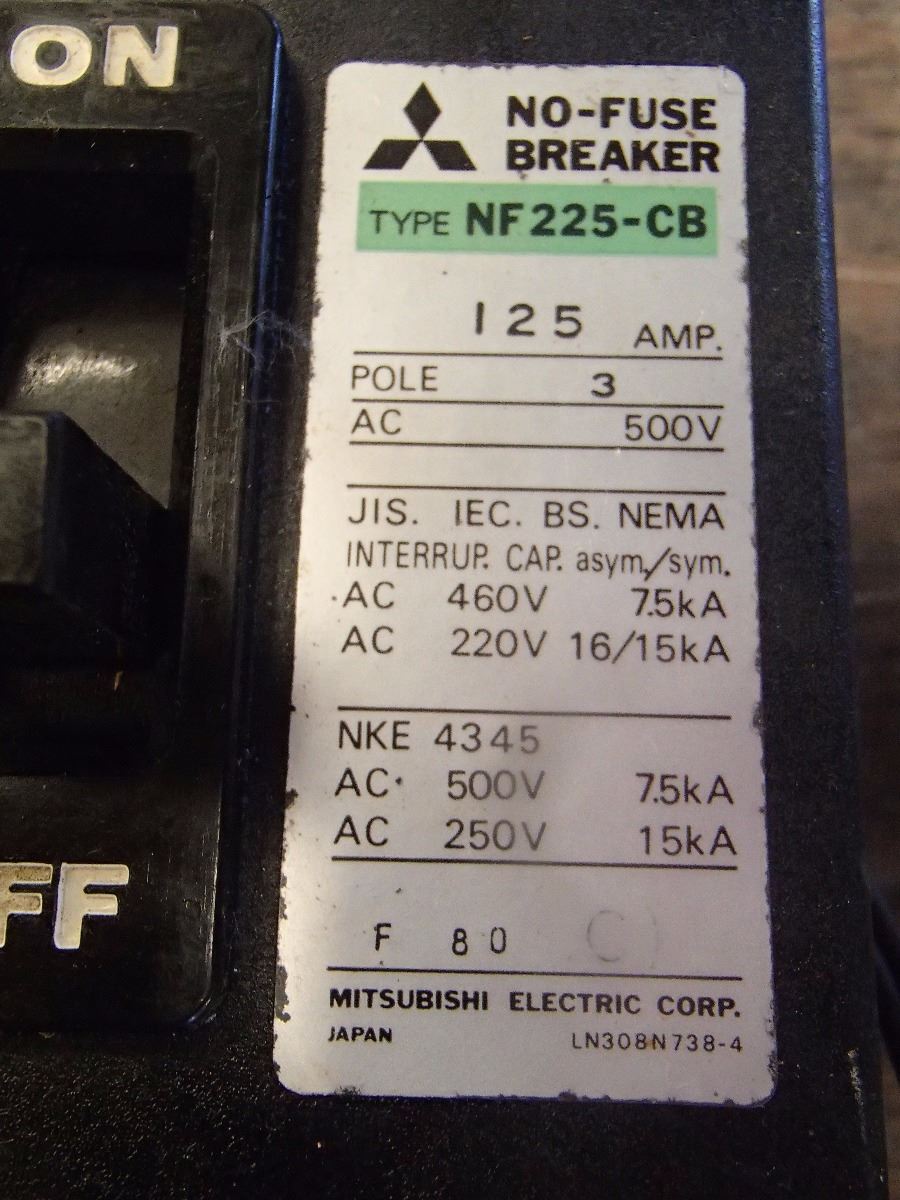 ON
NO-FUSE
BREAKER
TYPE NF225-CB
125 AMP.
POLE 3
AC 500V
JIS. IEC. BS. NEMA
INTERRUP. CAP. asym./sym.
AC 460V 7.5kA
AC 220V 16/15kA
NKE 4345
AC 500V 7.5kA
AC 250V 15kA
FF
F 80
MITSUBISHI ELECTRIC CORP.
JAPAN LN308N738-4